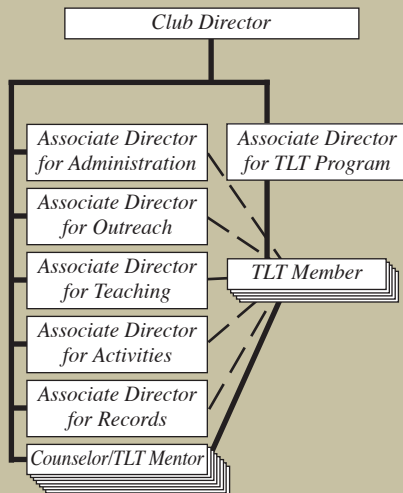 Club Director
Associate Director
for Administration
Associate Director
for TLT Program
Associate Director
for Outreach
Associate Director
for Teaching
TLT Member
Associate Director
for Activities
Associate Director
for Records
Counselor/TLT Mentor